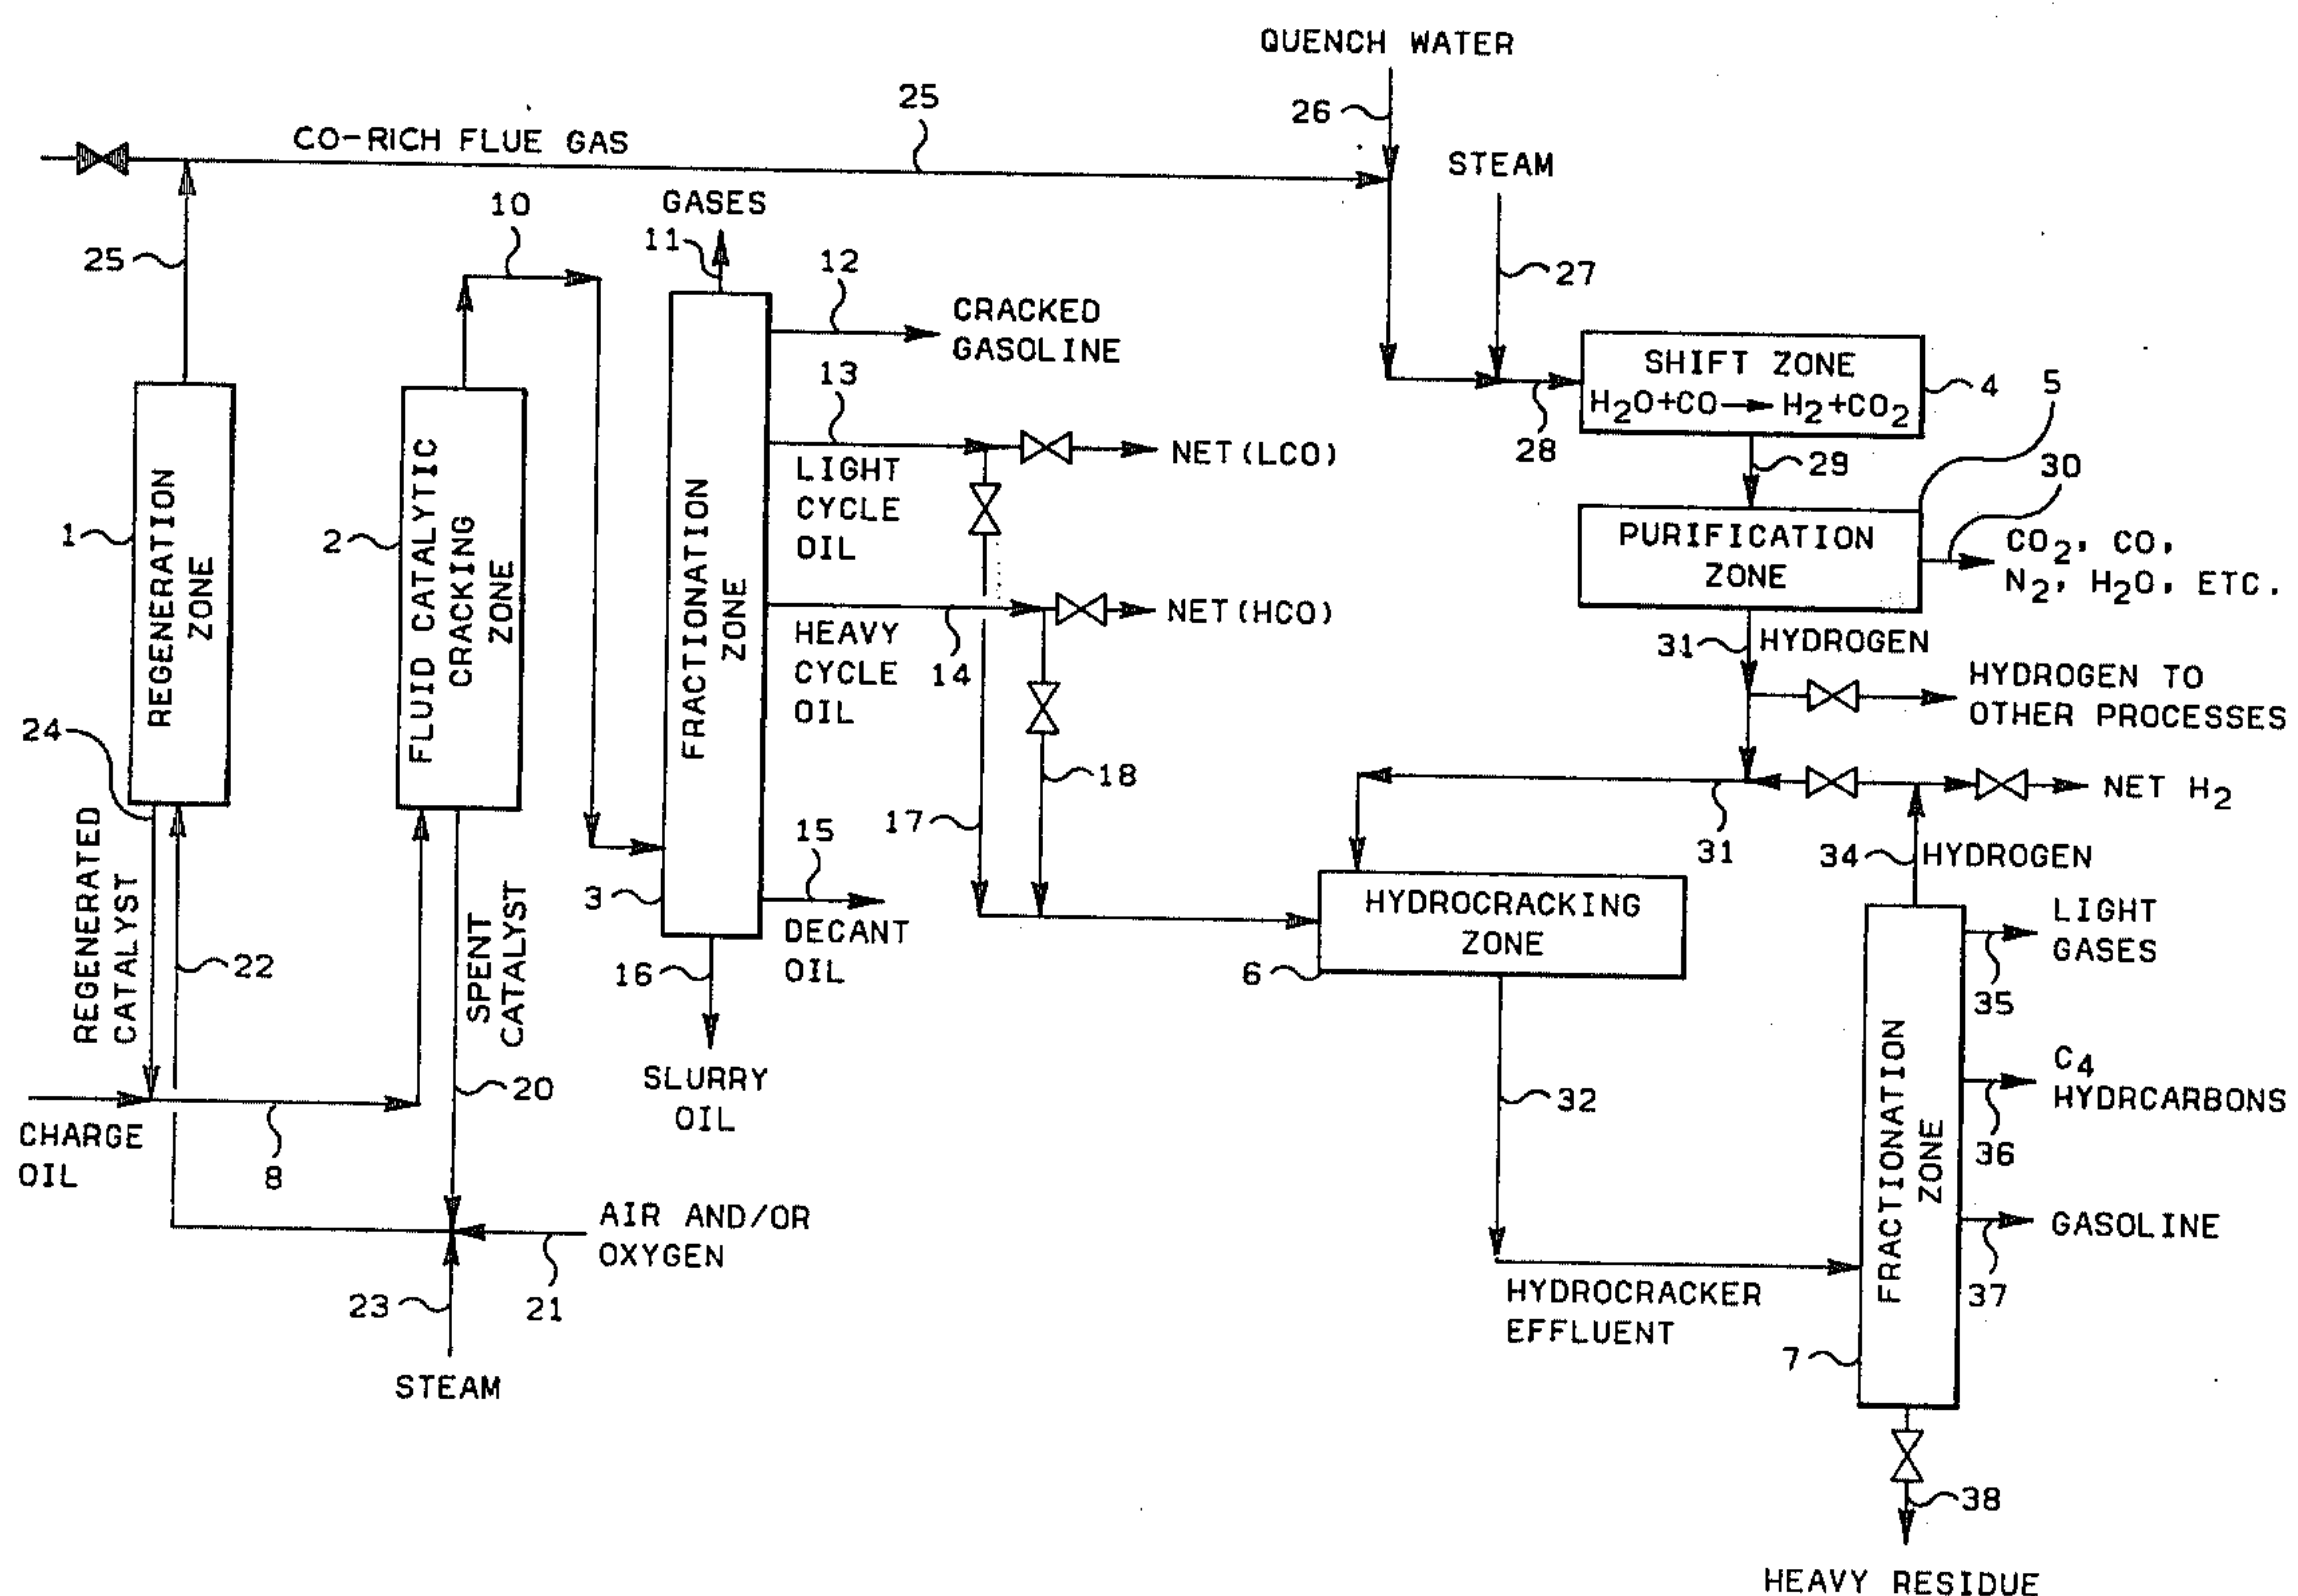 QUENCH WATER
25
26
CO-RICH FLUE GAS
STEAM
10
GASES
25
11
12
27
CRACKED
GASOLINE
13
SHIFT ZONE
H2O+CO → H2+CO2
4
5
28
NET (LCO)
29
30
LIGHT
CYCLE
OIL
1
REGENERATION
ZONE
2
FLUID CATALYTIC
CRACKING
ZONE
FRACTIONATION
ZONE
PURIFICATION
ZONE
CO2, CO,
N2, H2O, ETC.
NET (HCO)
HEAVY
CYCLE
OIL
14
31
HYDROGEN
HYDROGEN TO
OTHER PROCESSES
24
18
NET H2
17
15
31
34
HYDROGEN
REGENERATED
CATALYST
SPENT
CATALYST
3
HYDROCRACKING
ZONE
LIGHT
GASES
DECANT
OIL
22
16
6
35
SLURRY
OIL
20
32
C4
HYDRCARBONS
CHARGE
OIL
8
36
FRACTIONATION
ZONE
AIR AND/OR
OXYGEN
GASOLINE
23
21
HYDROCRACKER
EFFLUENT
37
7
STEAM
38
HEAVY RESIDUE